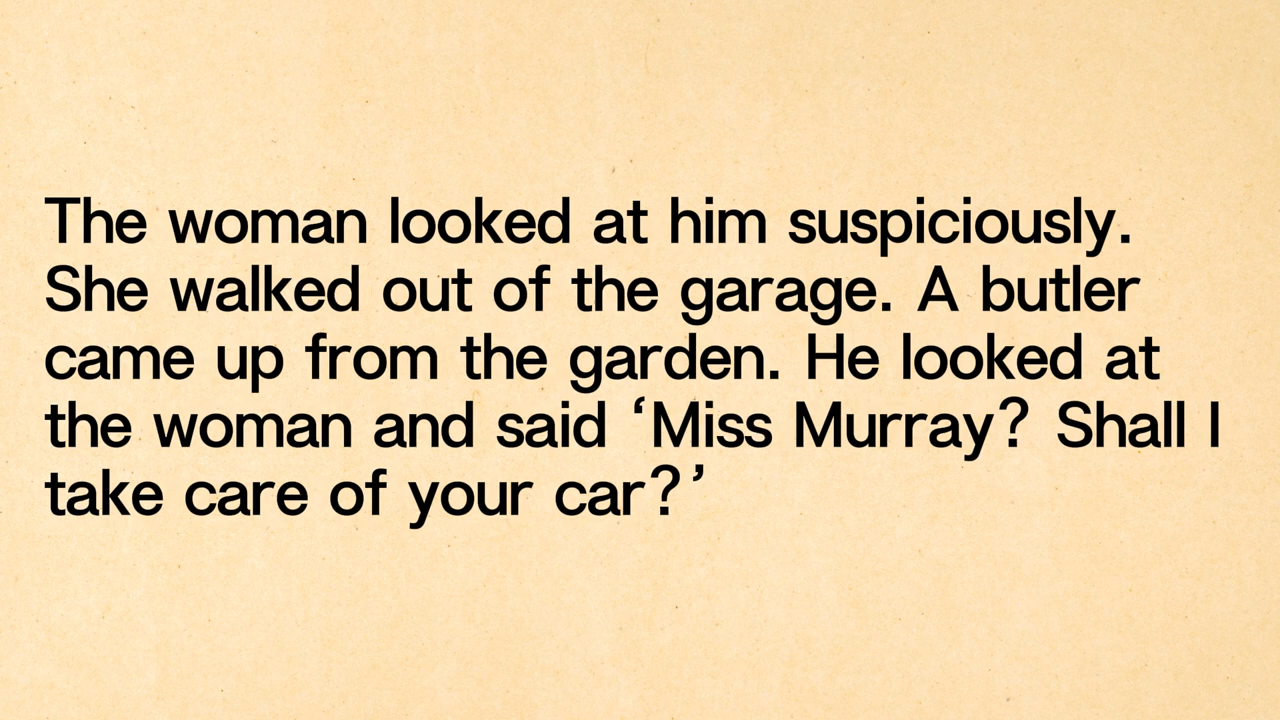 The woman looked at him suspiciously.
She walked out of the garage. A butler
came up from the garden. He looked at
the woman and said ‘Miss Murray? Shall I
take care of your car?’